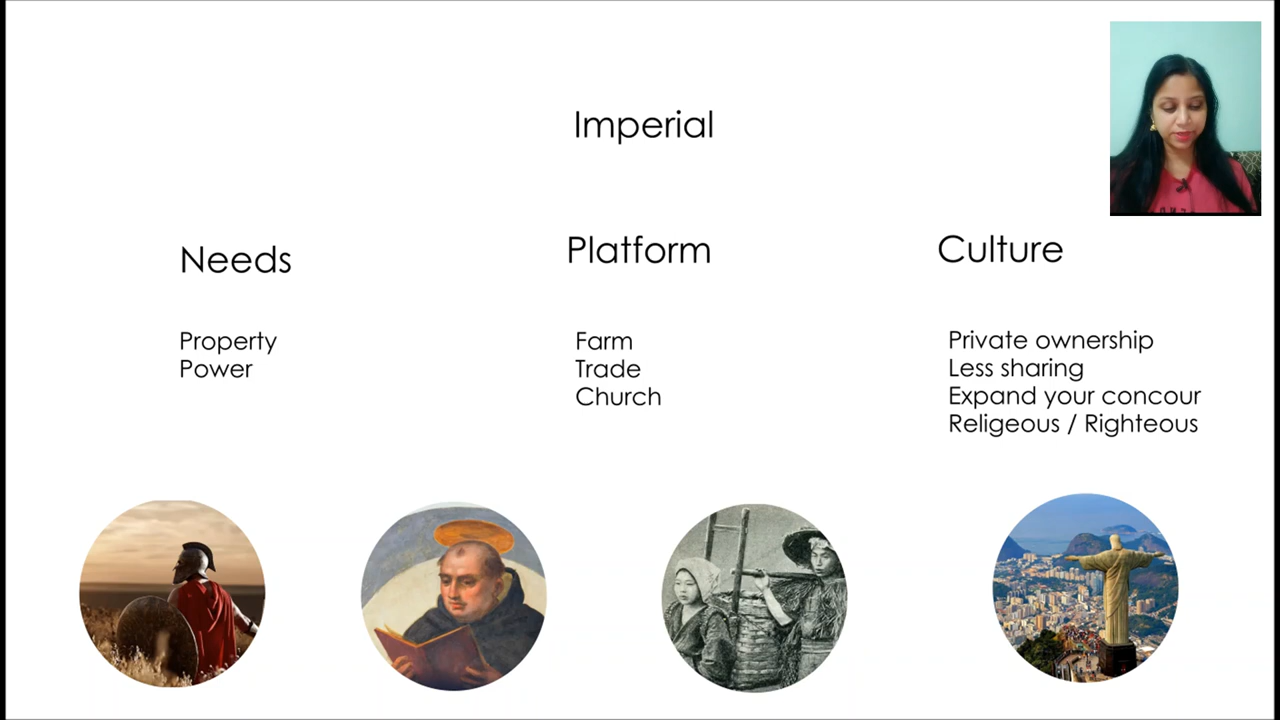 Imperial
Needs
Platform
Culture
Property
Power
Farm
Trade
Church
Private ownership
Less sharing
Expand your concour
Religeous / Righteous